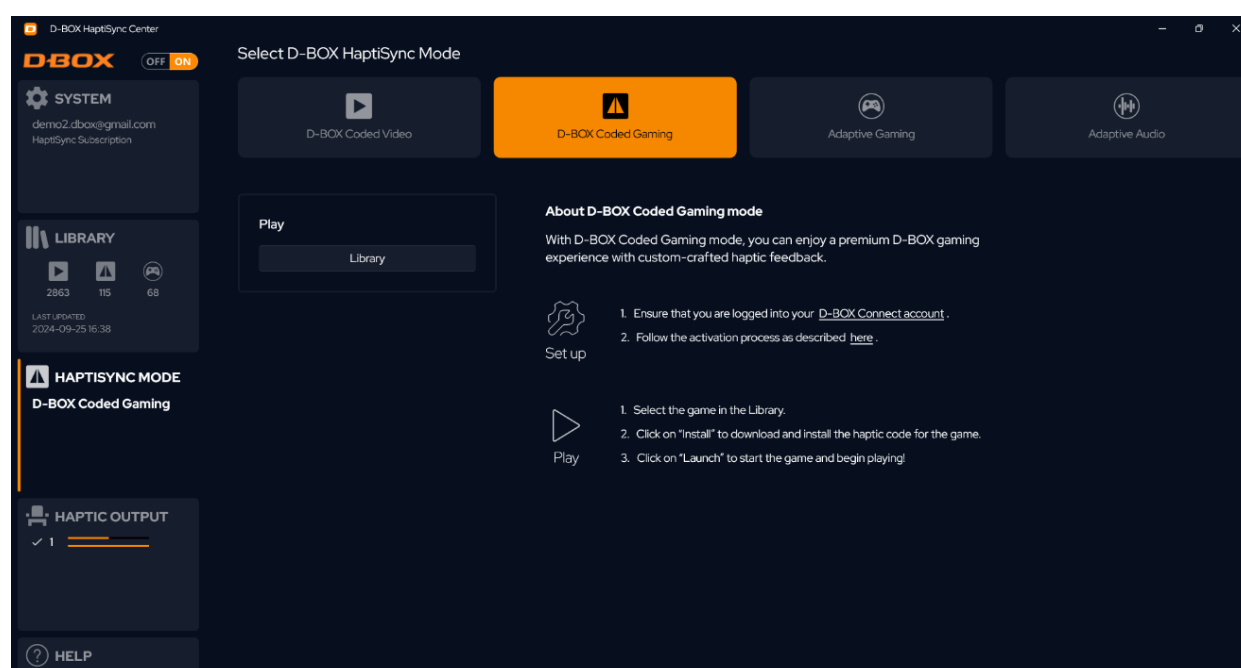 D-BOX HaptiSync Center
D-BOX
OFF ON
SYSTEM
demo2.dbox@gmail.com
HaptiSync Subscription
LIBRARY
2863 115 68
LAST UPDATED
2024-09-25 16:38
HAPTISYNC MODE
D-BOX Coded Gaming
HAPTIC OUTPUT
1
HELP
Select D-BOX HaptiSync Mode
D-BOX Coded Video
D-BOX Coded Gaming
Adaptive Gaming
Adaptive Audio
Play
Library
About D-BOX Coded Gaming mode
With D-BOX Coded Gaming mode, you can enjoy a premium D-BOX gaming
experience with custom-crafted haptic feedback.
Set up
1. Ensure that you are logged into your D-BOX Connect account .
2. Follow the activation process as described here .
Play
1. Select the game in the Library.
2. Click on "Install" to download and install the haptic code for the game.
3. Click on "Launch" to start the game and begin playing!